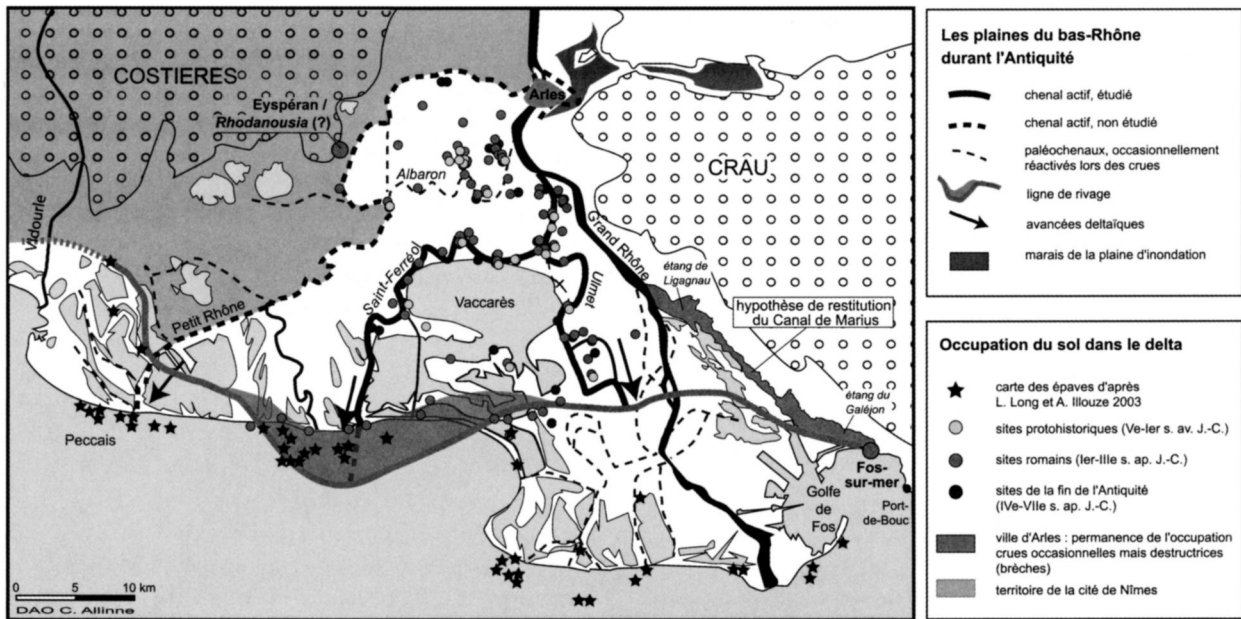 COSTIERES
Eyspéran /
Rhodanousia (?)
Arles
Albaron
CRAU
Vidourle
Saint-Ferréol
Grand Rhône
Ulmet
étang de
Ligagnau
Vaccarès
hypothèse de restitution
du Canal de Marius
Petit Rhône
étang du
Galéjon
Peccais
Fos-
sur-mer
Golfe
de
Fos
Port-
de-Bouc
0 5 10 km
DAO C. Allinne
Les plaines du bas-Rhône
durant l'Antiquité
chenal actif, étudié
chenal actif, non étudié
paléochenaux, occasionnellement
réactivés lors des crues
ligne de rivage
avancées deltaïques
marais de la plaine d'inondation
Occupation du sol dans le delta
carte des épaves d'après
L. Long et A. Illouze 2003
sites protohistoriques (Ve-Ier s. av. J.-C.)
sites romains (Ier-IIIe s. ap. J.-C.)
sites de la fin de l'Antiquité
(IVe-VIIe s. ap. J.-C.)
ville d'Arles : permanence de l'occupation
crues occasionnelles mais destructrices
(brèches)
territoire de la cité de Nîmes